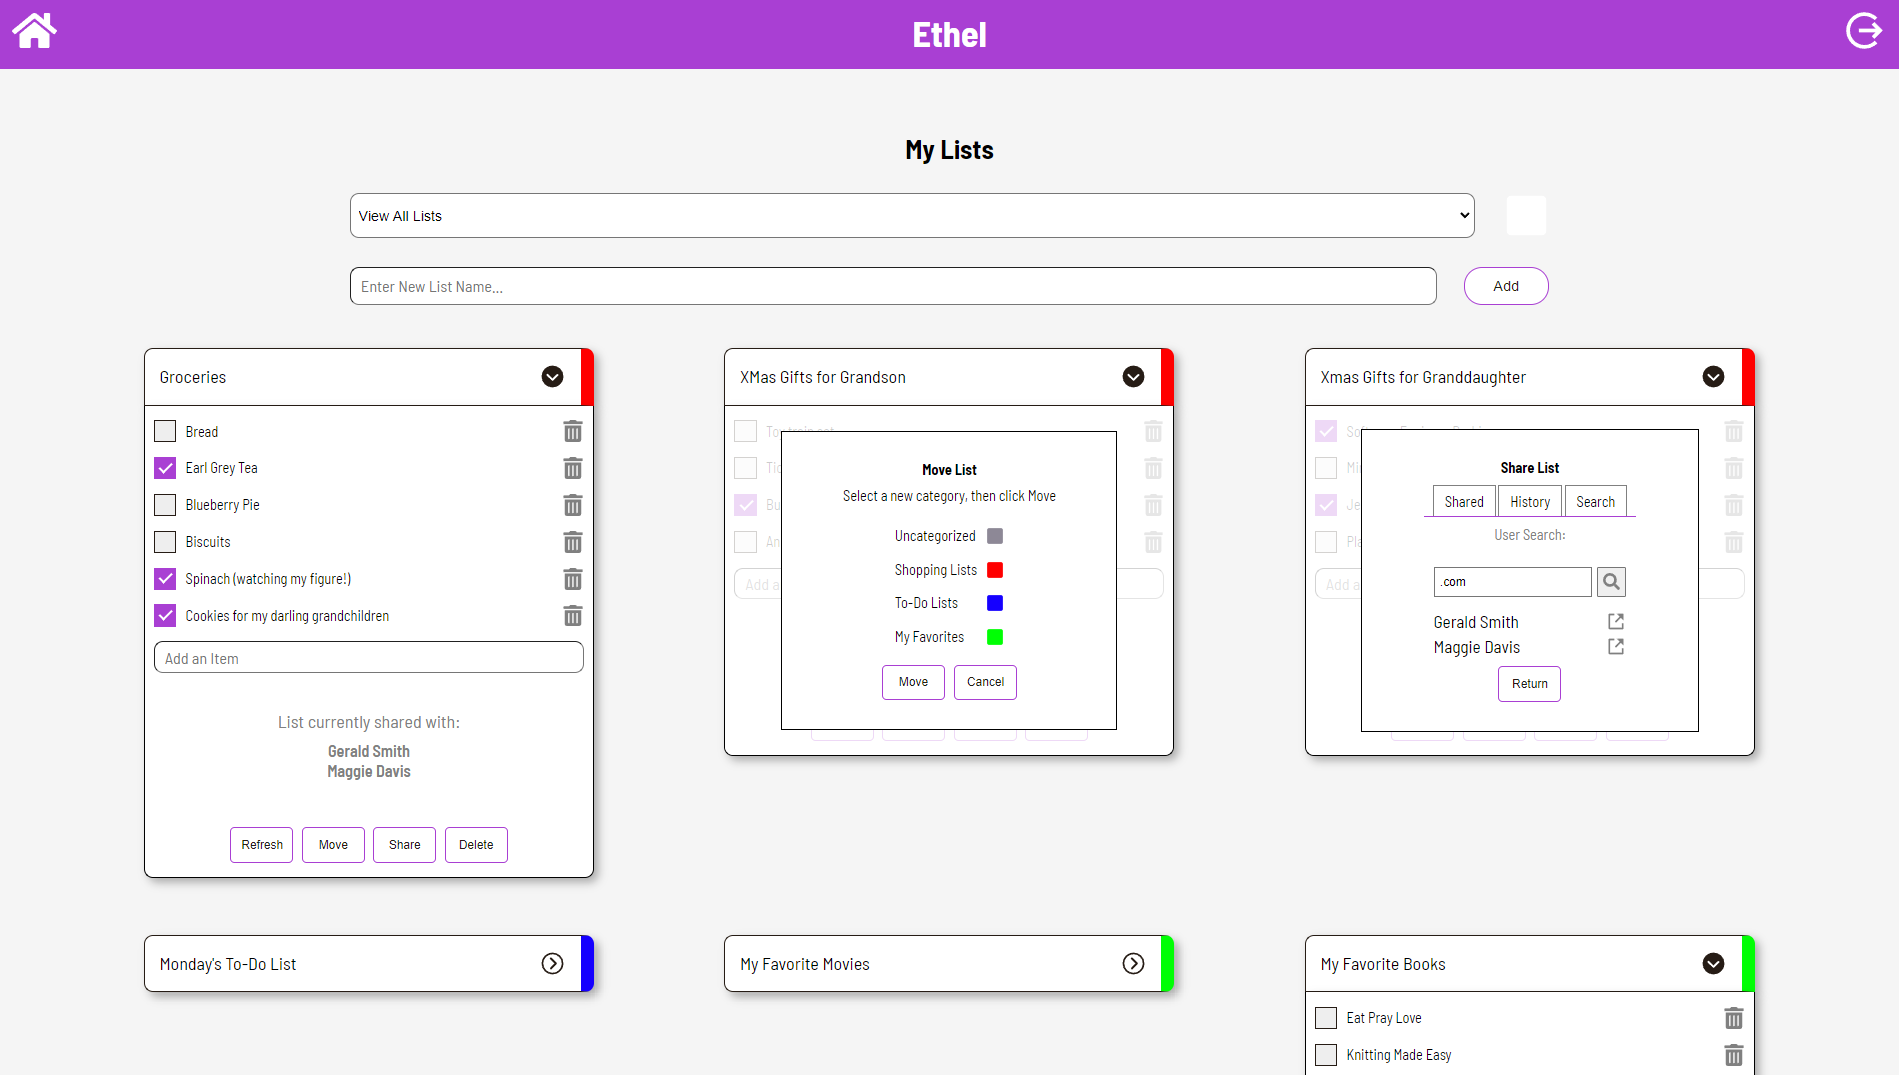 Ethel
My Lists
View All Lists
Enter New List Name...
Add
Groceries
Bread
Earl Grey Tea
Blueberry Pie
Biscuits
Spinach (watching my figure!)
Cookies for my darling grandchildren
Add an Item
List currently shared with:
Gerald Smith
Maggie Davis
Refresh
Move
Share
Delete
XMas Gifts for Grandson
Move List
Select a new category, then click Move
Uncategorized
Shopping Lists
To-Do Lists
My Favorites
Move
Cancel
Xmas Gifts for Granddaughter
Share List
Shared
History
Search
User Search:
.com
Gerald Smith
Maggie Davis
Return
Monday's To-Do List
My Favorite Movies
My Favorite Books
Eat Pray Love
Knitting Made Easy